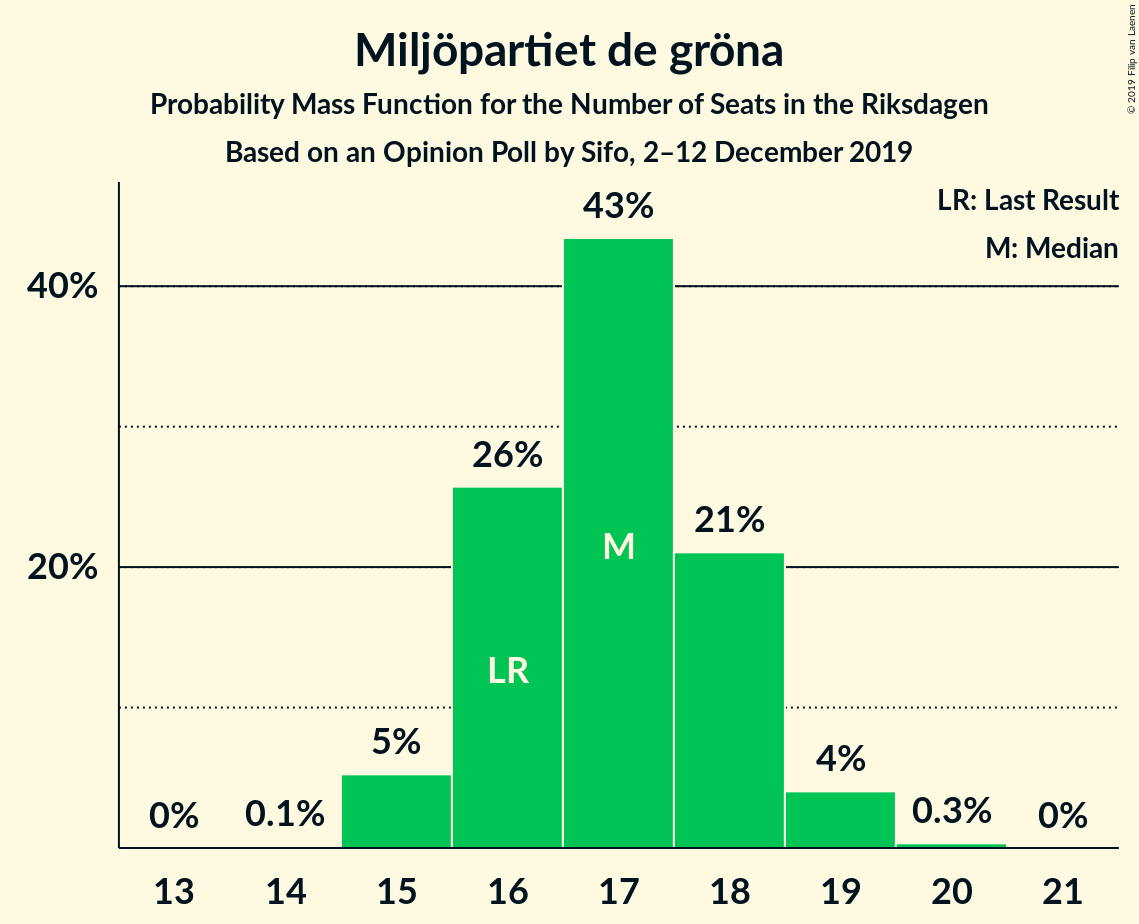 Miljöpartiet de gröna
Probability Mass Function for the Number of Seats in the Riksdagen
Based on an Opinion Poll by Sifo, 2–12 December 2019
© 2019 Filip van Laenen
LR: Last Result
M: Median
40%
20%
0%
0.1%
5%
26%
43%
21%
4%
0.3%
0%
LR
M
13 14 15 16 17 18 19 20 21